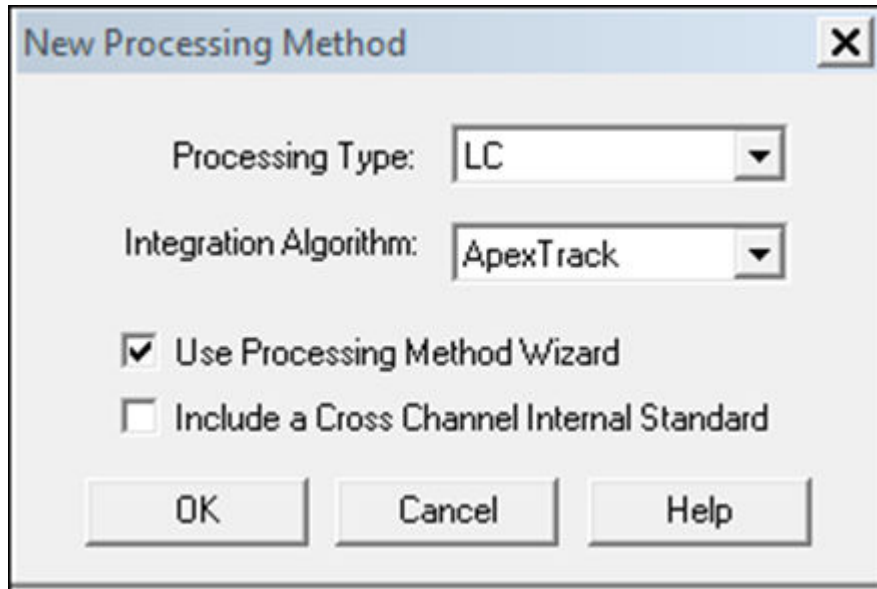 New Processing Method
Processing Type: LC
Integration Algorithm: ApexTrack
Use Processing Method Wizard
Include a Cross Channel Internal Standard
OK Cancel Help